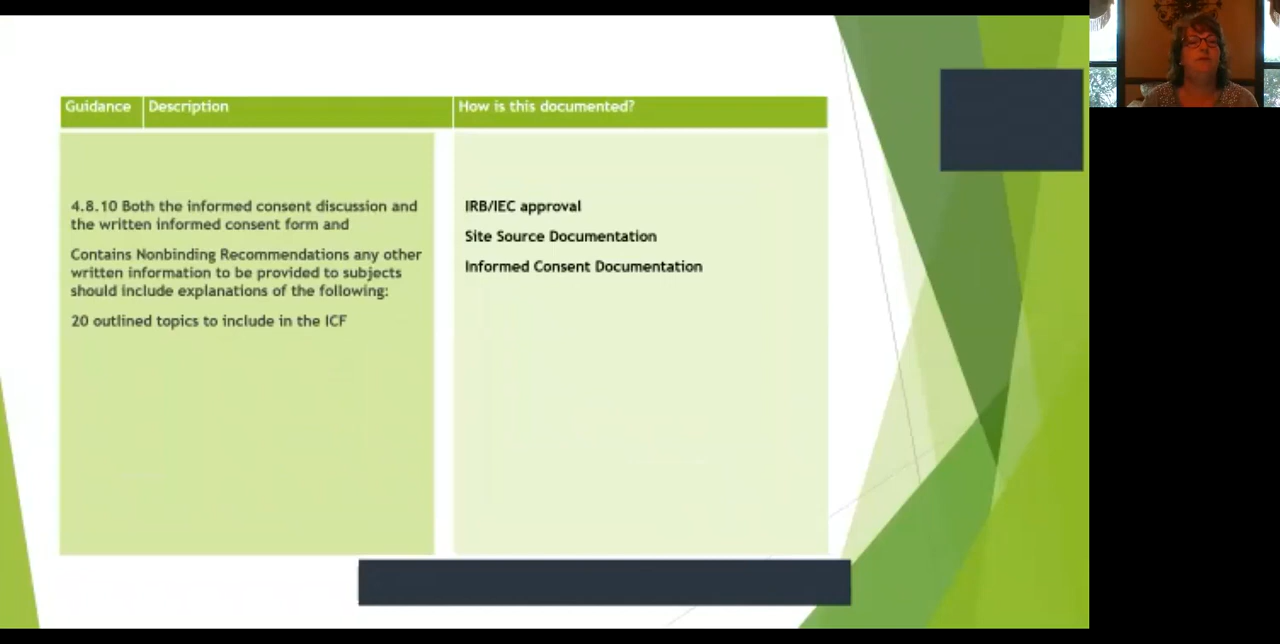 Guidance Description How is this documented?
4.8.10 Both the informed consent discussion and
the written informed consent form and
Contains Nonbinding Recommendations any other
written information to be provided to subjects
should include explanations of the following:
20 outlined topics to include in the ICF
IRB/IEC approval
Site Source Documentation
Informed Consent Documentation